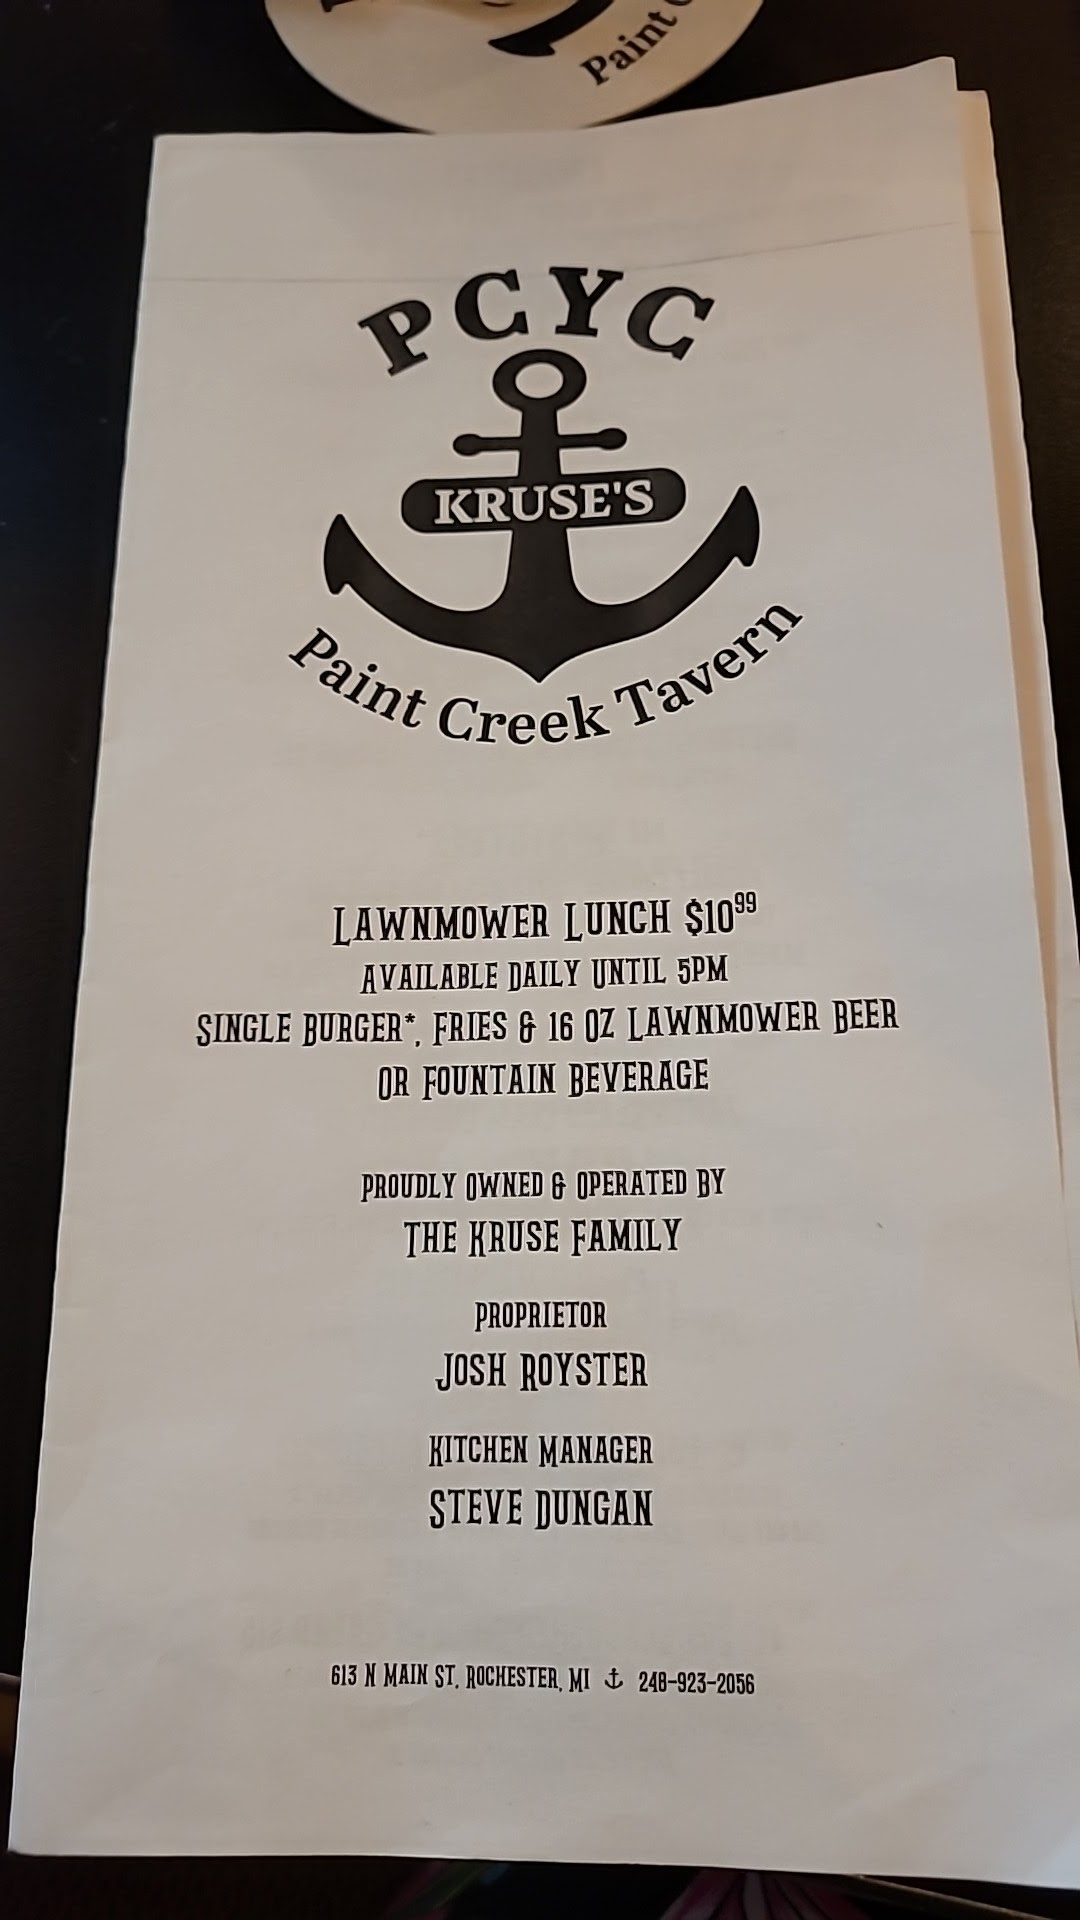 Paint
PCYC
KRUSE'S
Paint Creek Tavern
LAWNMOWER LUNCH $10.99
AVAILABLE DAILY UNTIL 5PM
SINGLE BURGER*, FRIES & 16 OZ LAWNMOWER BEER
OR FOUNTAIN BEVERAGE
PROUDLY OWNED & OPERATED BY
THE KRUSE FAMILY
PROPRIETOR
JOSH ROYSTER
KITCHEN MANAGER
STEVE DUNGAN
613 N MAIN ST, ROCHESTER, MI ⚓ 248-923-2056